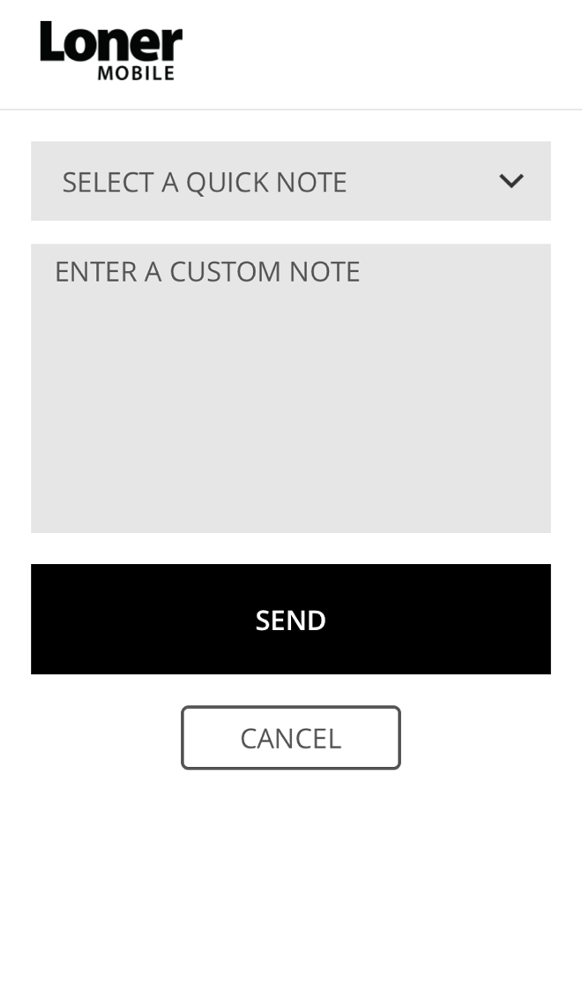 Loner
MOBILE
SELECT A QUICK NOTE
ENTER A CUSTOM NOTE
SEND
CANCEL